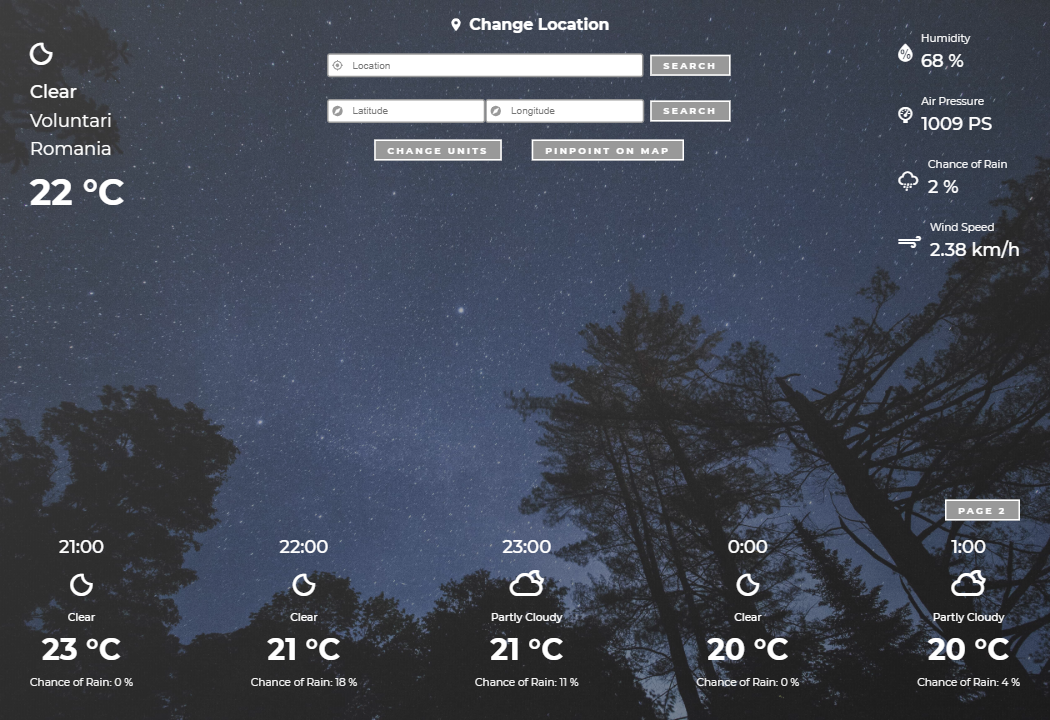 Change Location
Location
SEARCH
Latitude
Longitude
SEARCH
CHANGE UNITS
PINPOINT ON MAP
Clear
Voluntari
Romania
22 °C
Humidity
68 %
Air Pressure
1009 PS
Chance of Rain
2 %
Wind Speed
2.38 km/h
PAGE 2
21:00
Clear
23 °C
Chance of Rain: 0 %
22:00
Clear
21 °C
Chance of Rain: 18 %
23:00
Partly Cloudy
21 °C
Chance of Rain: 11 %
0:00
Clear
20 °C
Chance of Rain: 0 %
1:00
Partly Cloudy
20 °C
Chance of Rain: 4 %